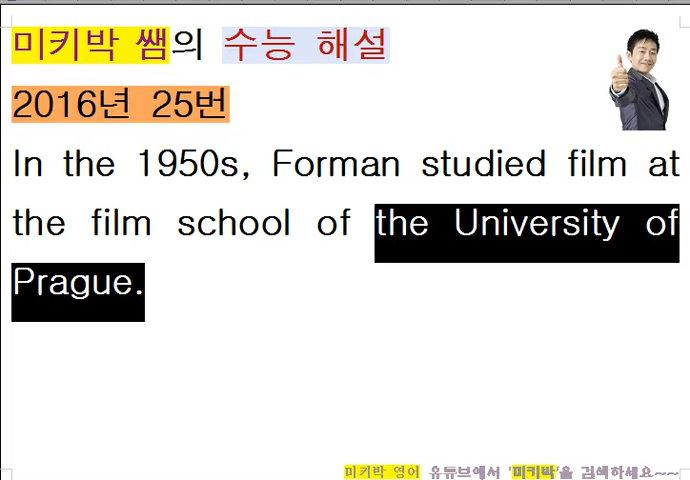 미키박 쌤의 수능 해설
2016년 25번
In the 1950s, Forman studied film at
the film school of the University of
Prague.
미키박 영어 유튜브에서 '미키박'을 검색하세요~~